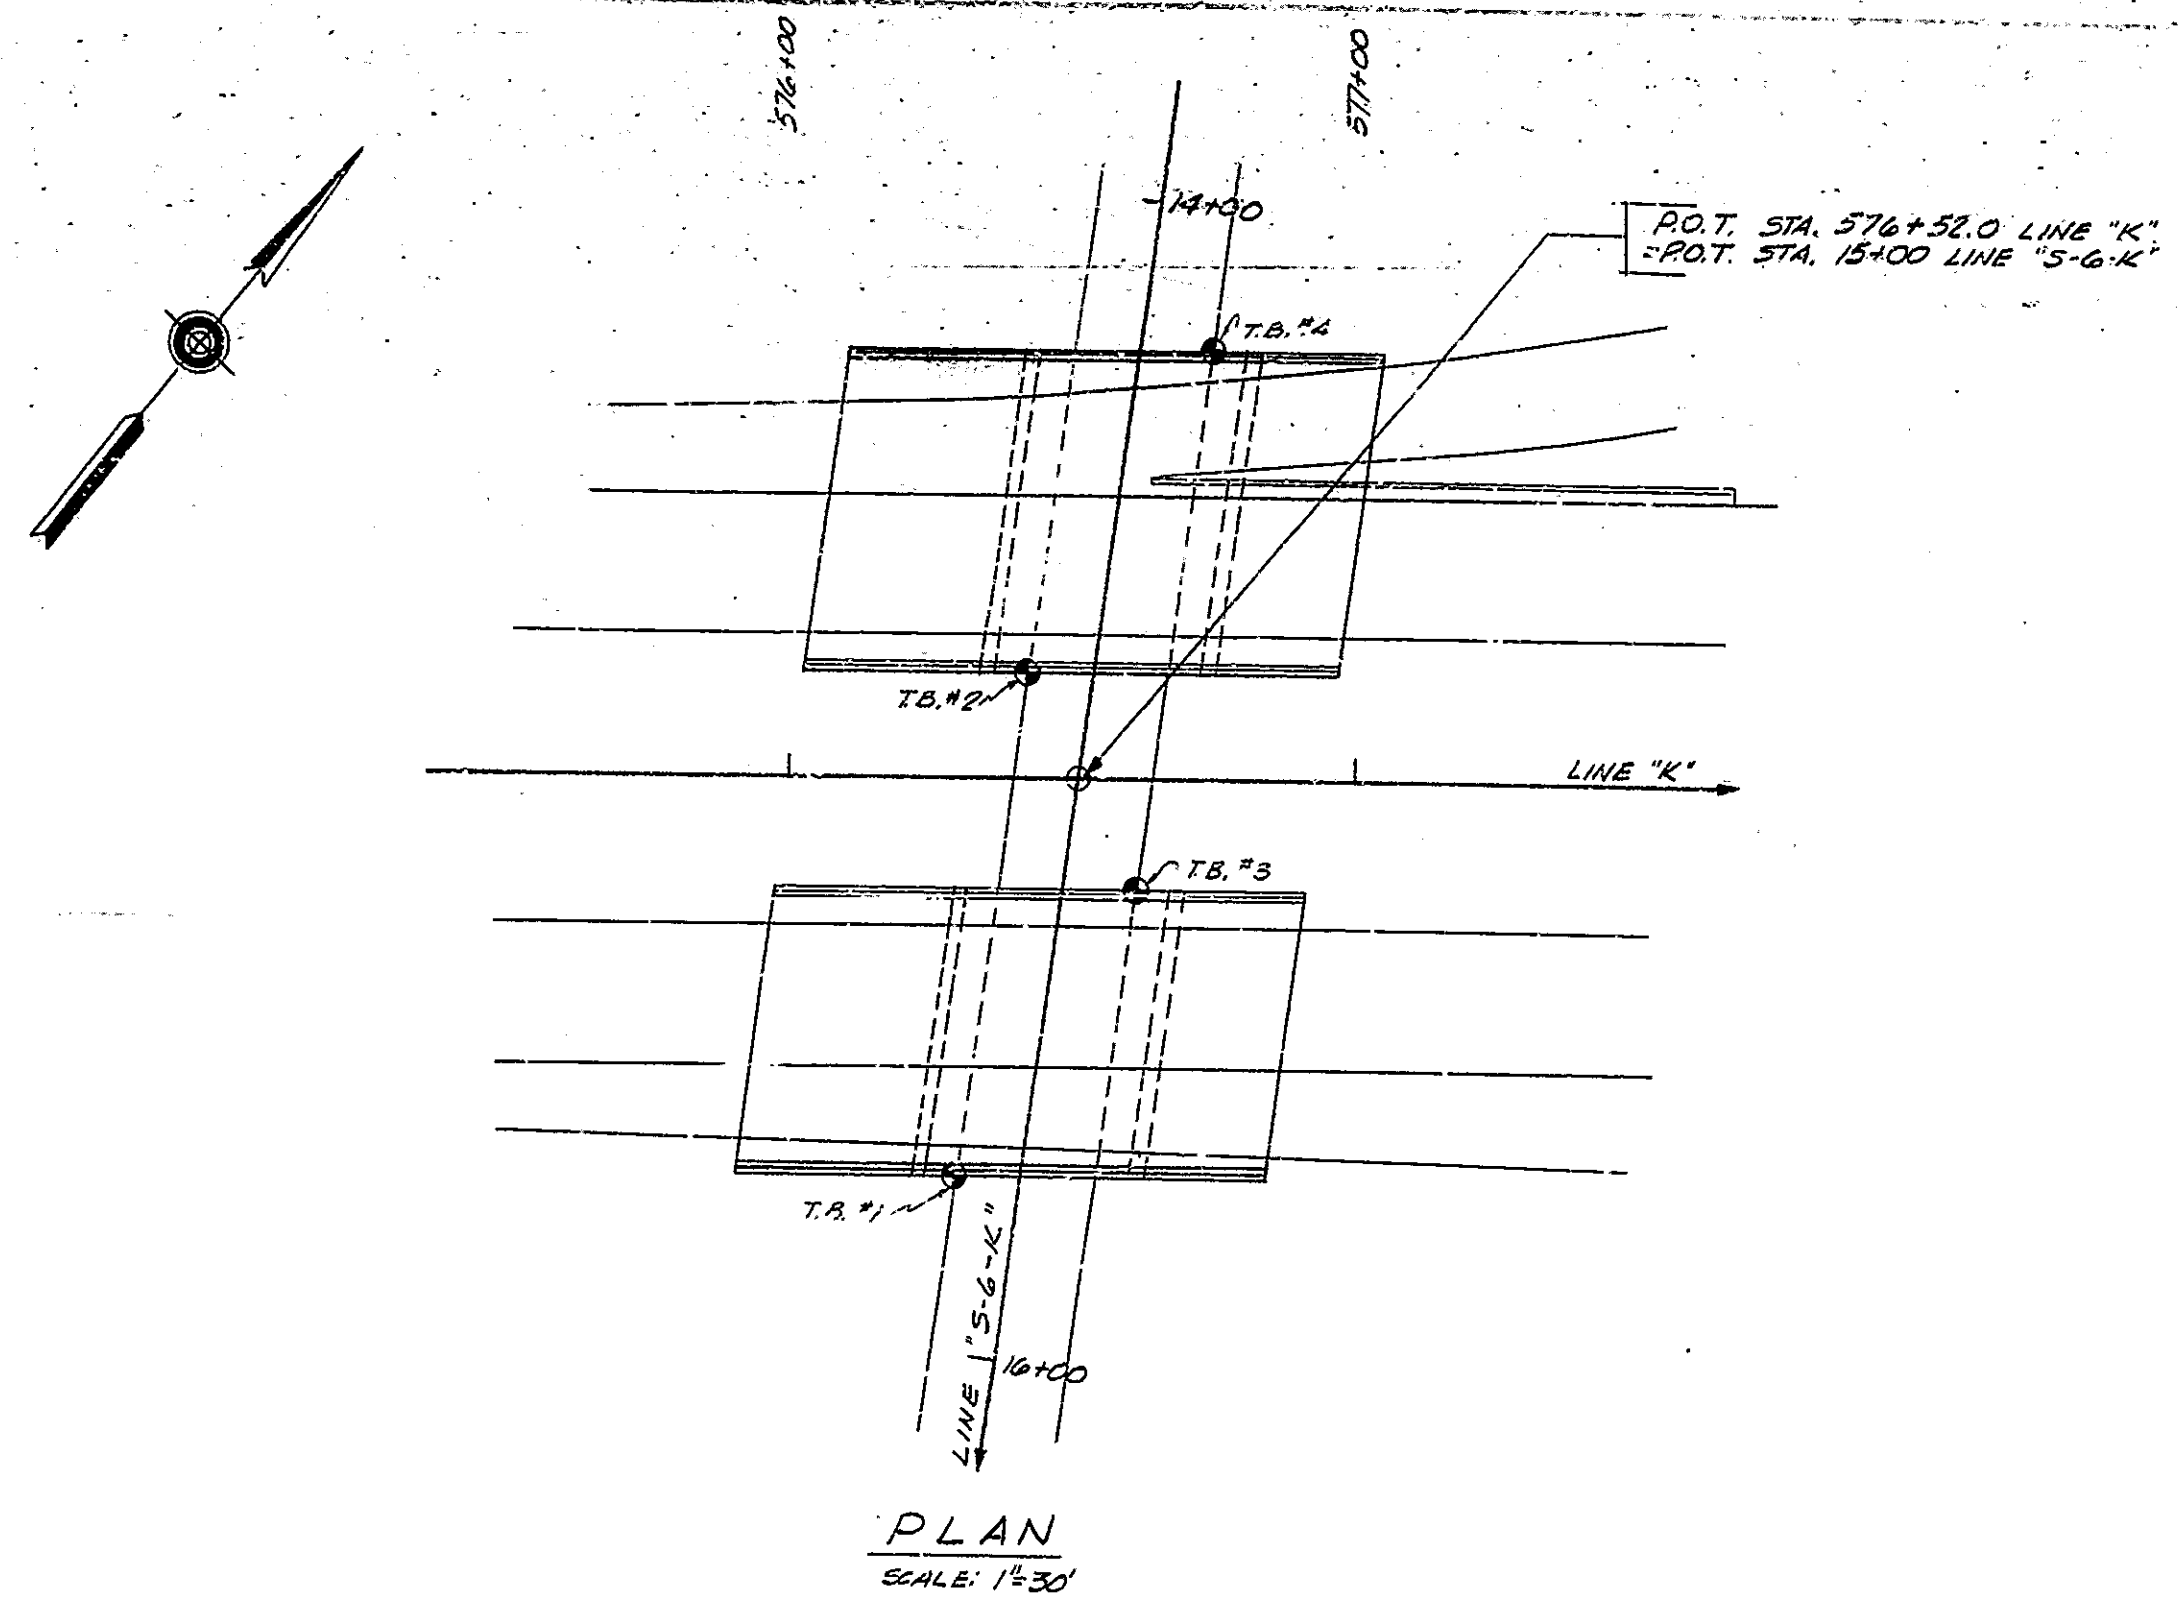 576+00
577+00
14+00
P.O.T. STA. 576+52.0 LINE "K"
=P.O.T. STA. 15+00 LINE "S-6-K"
T.B. #4
T.B. #2
LINE "K"
T.B. #3
T.B. #1
LINE "S-6-K"
16+00
PLAN
SCALE: 1"=30'